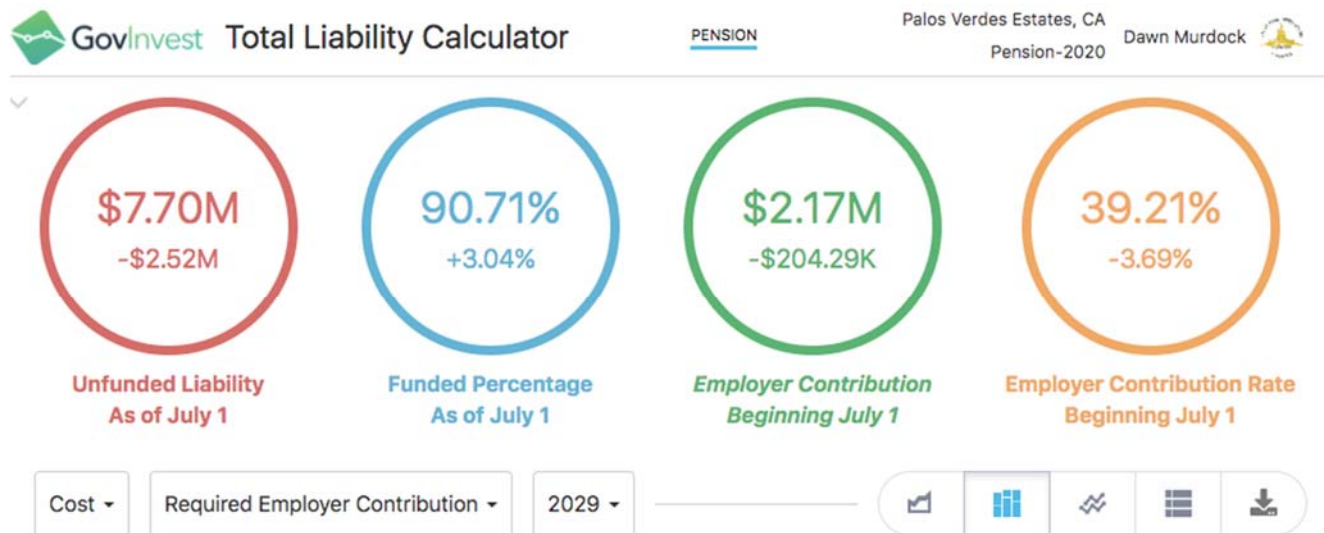 GovInvest Total Liability Calculator
PENSION
Palos Verdes Estates, CA
Pension-2020
Dawn Murdock
$7.70M
-$2.52M
Unfunded Liability
As of July 1
90.71%
+3.04%
Funded Percentage
As of July 1
$2.17M
-$204.29K
Employer Contribution
Beginning July 1
39.21%
-3.69%
Employer Contribution Rate
Beginning July 1
Cost
Required Employer Contribution
2029